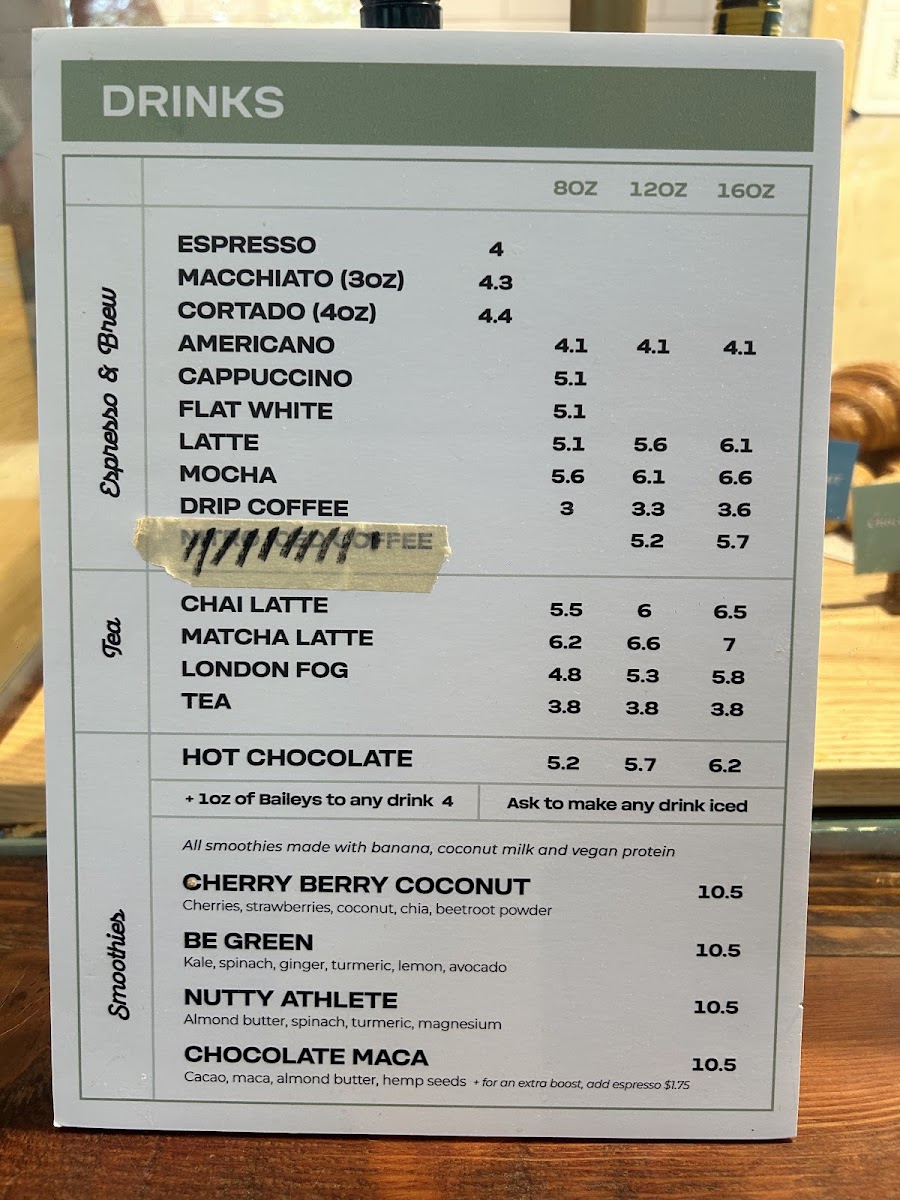 DRINKS
8OZ 12OZ 16OZ
Espresso & Brew
ESPRESSO 4
MACCHIATO (3oz) 4.3
CORTADO (4oz) 4.4
AMERICANO 4.1 4.1 4.1
CAPPUCCINO 5.1
FLAT WHITE 5.1
LATTE 5.1 5.6 6.1
MOCHA 5.6 6.1 6.6
DRIP COFFEE 3 3.3 3.6
COFFEE 5.2 5.7
Tea
CHAI LATTE 5.5 6 6.5
MATCHA LATTE 6.2 6.6 7
LONDON FOG 4.8 5.3 5.8
TEA 3.8 3.8 3.8
HOT CHOCOLATE 5.2 5.7 6.2
+ 1oz of Baileys to any drink 4
Ask to make any drink iced
Smoothies
All smoothies made with banana, coconut milk and vegan protein
CHERRY BERRY COCONUT 10.5
Cherries, strawberries, coconut, chia, beetroot powder
BE GREEN 10.5
Kale, spinach, ginger, turmeric, lemon, avocado
NUTTY ATHLETE 10.5
Almond butter, spinach, turmeric, magnesium
CHOCOLATE MACA 10.5
Cacao, maca, almond butter, hemp seeds + for an extra boost, add espresso $1.75